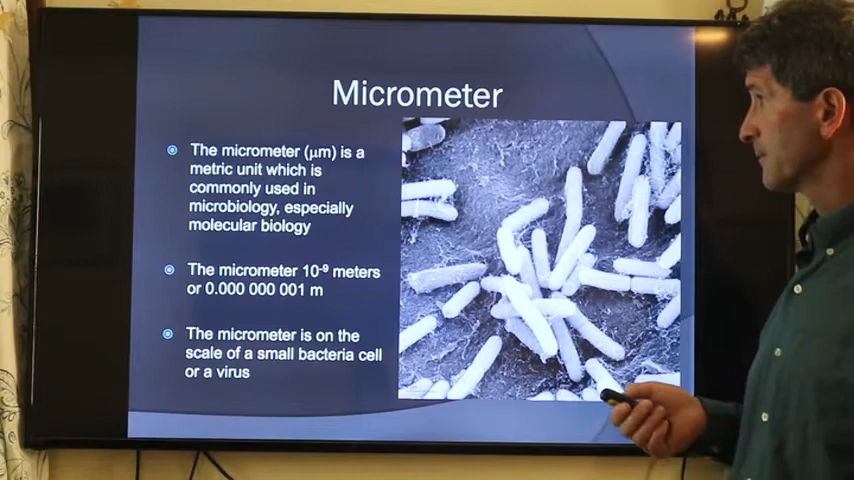 Micrometer
The micrometer (μm) is a
metric unit which is
commonly used in
microbiology, especially
molecular biology
The micrometer 10⁻⁹ meters
or 0.000 000 001 m
The micrometer is on the
scale of a small bacteria cell
or a virus